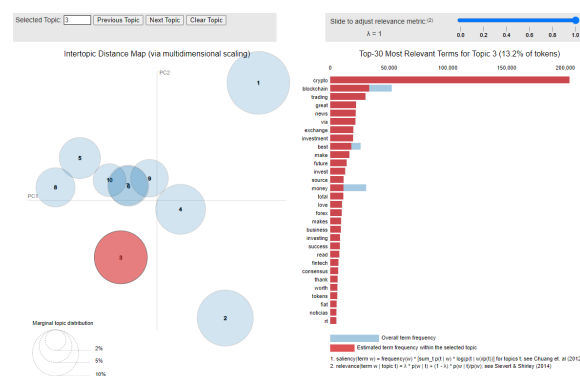 Selected Topic: 3 Previous Topic Next Topic Clear Topic
Slide to adjust relevance metric:(2)
λ = 1
0.0 0.2 0.4 0.6 0.8 1.0
Intertopic Distance Map (via multidimensional scaling)
PC2
PC1
1
5
8
10
9
4
3
2
Marginal topic distribution
2%
5%
10%
Top-30 Most Relevant Terms for Topic 3 (13.2% of tokens)
0 50,000 100,000 150,000 200,000
crypto
blockchain
trading
great
news
via
exchange
investment
best
make
future
invest
source
money
total
love
forex
makes
business
investing
success
read
fintech
consensus
thank
worth
tokens
fiat
noticias
Overall term frequency
Estimated term frequency within the selected topic
1. saliency(term w) = frequency(w) * [sum_t p(t | w) * log(p(t | w)/p(t))] for topics t; see Chuang et. al (2012
2. relevance(term w | topic t) = λ * p(w | t) + (1 - λ) * p(w | t)/p(w); see Sievert & Shirley (2014)